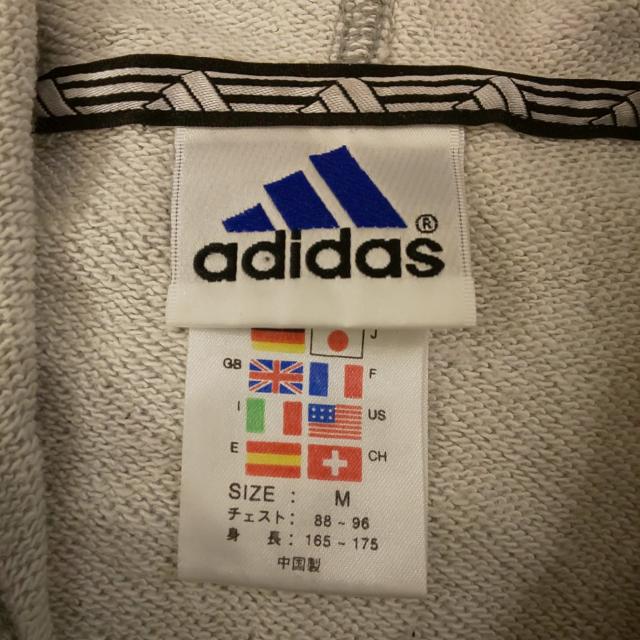 adidas®
J
GB F
I US
E CH
SIZE : M
チェスト: 88 - 96
身 長: 165 - 175
中国製